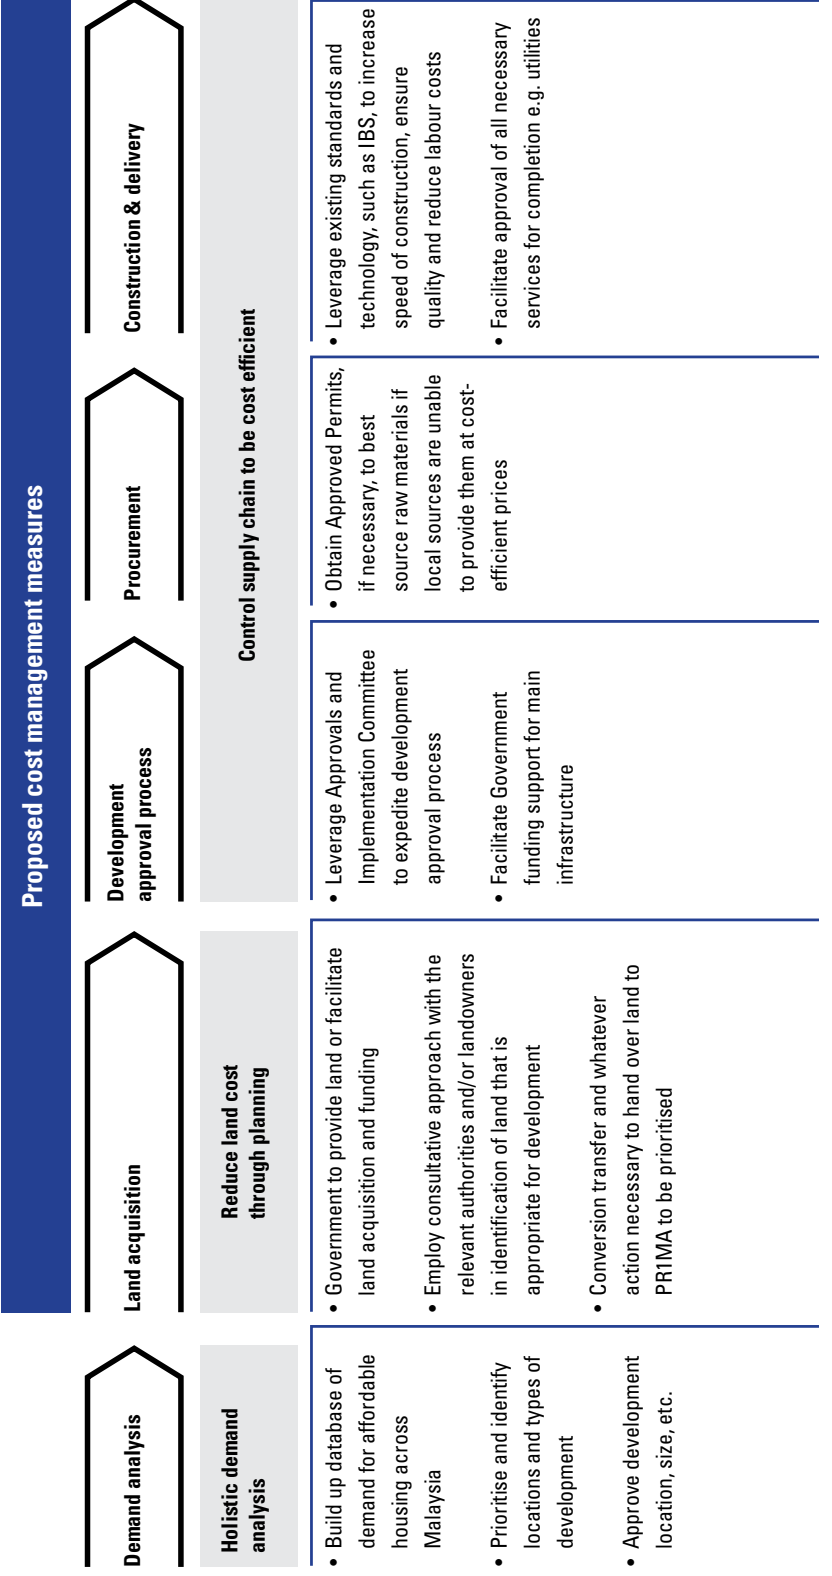 Proposed cost management measures
Demand analysis
Land acquisition
Development
approval process
Procurement
Construction & delivery
Holistic demand
analysis
Reduce land cost
through planning
Control supply chain to be cost efficient
• Build up database of
demand for affordable
housing across
Malaysia
• Prioritise and identify
locations and types of
development
• Approve development
location, size, etc.
• Government to provide land or facilitate
land acquisition and funding
• Employ consultative approach with the
relevant authorities and/or landowners
in identification of land that is
appropriate for development
• Conversion transfer and whatever
action necessary to hand over land to
PR1MA to be prioritised
• Leverage Approvals and
Implementation Committee
to expedite development
approval process
• Facilitate Government
funding support for main
infrastructure
• Obtain Approved Permits,
if necessary, to best
source raw materials if
local sources are unable
to provide them at cost-
efficient prices
• Leverage existing standards and
technology, such as IBS, to increase
speed of construction, ensure
quality and reduce labour costs
• Facilitate approval of all necessary
services for completion e.g. utilities